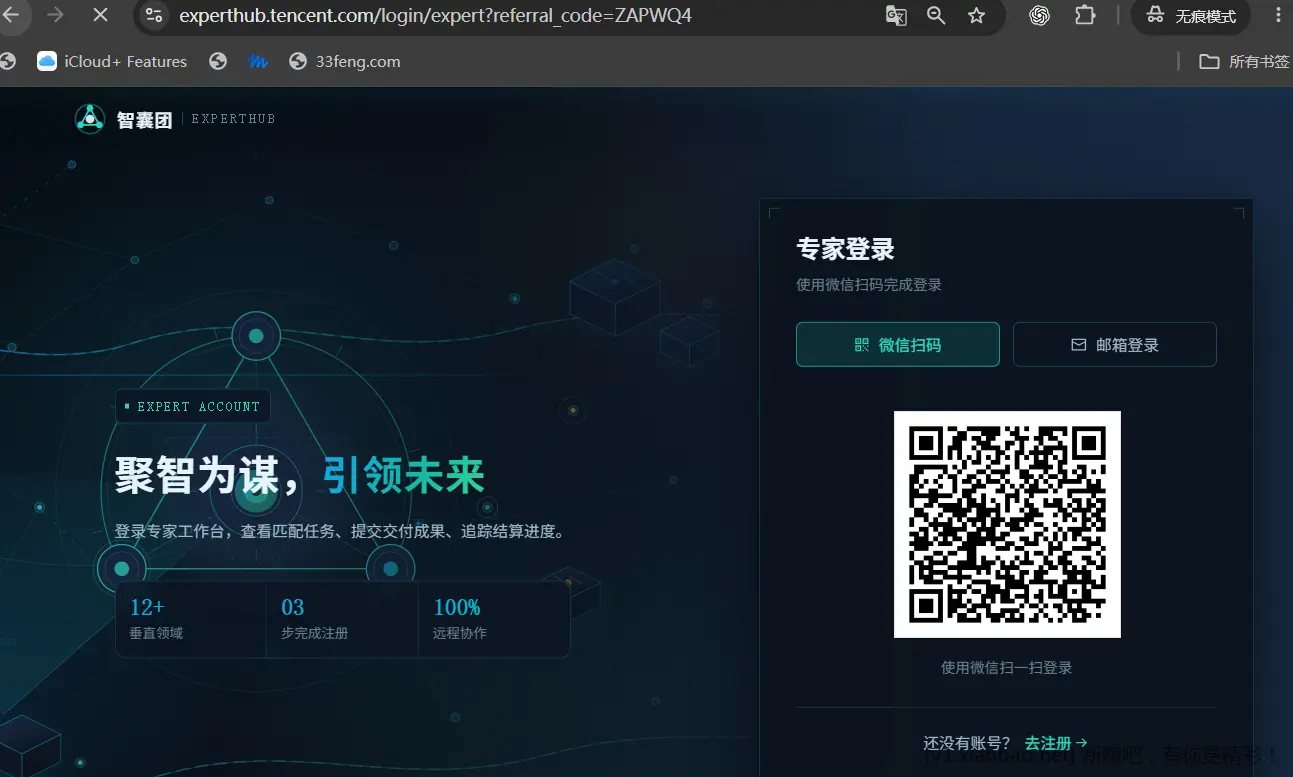 experthub.tencent.com/login/expert?referral_code=ZAPWQ4
无痕模式
iCloud+ Features
33feng.com
所有书签
智囊团 | EXPERTHUB
专家登录
使用微信扫码完成登录
微信扫码
邮箱登录
EXPERT ACCOUNT
聚智为谋，引领未来
登录专家工作台，查看匹配任务、提交交付成果、追踪结算进度。
12+
垂直领域
03
步完成注册
100%
远程协作
使用微信扫一扫登录
还没有账号？ 去注册→